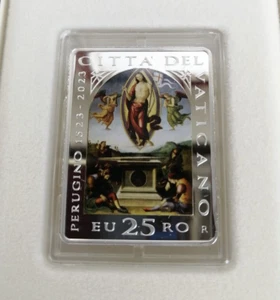 CITTÀ DEL
VATICANO
R
PERUGINO 1523-2023
EU 25 RO